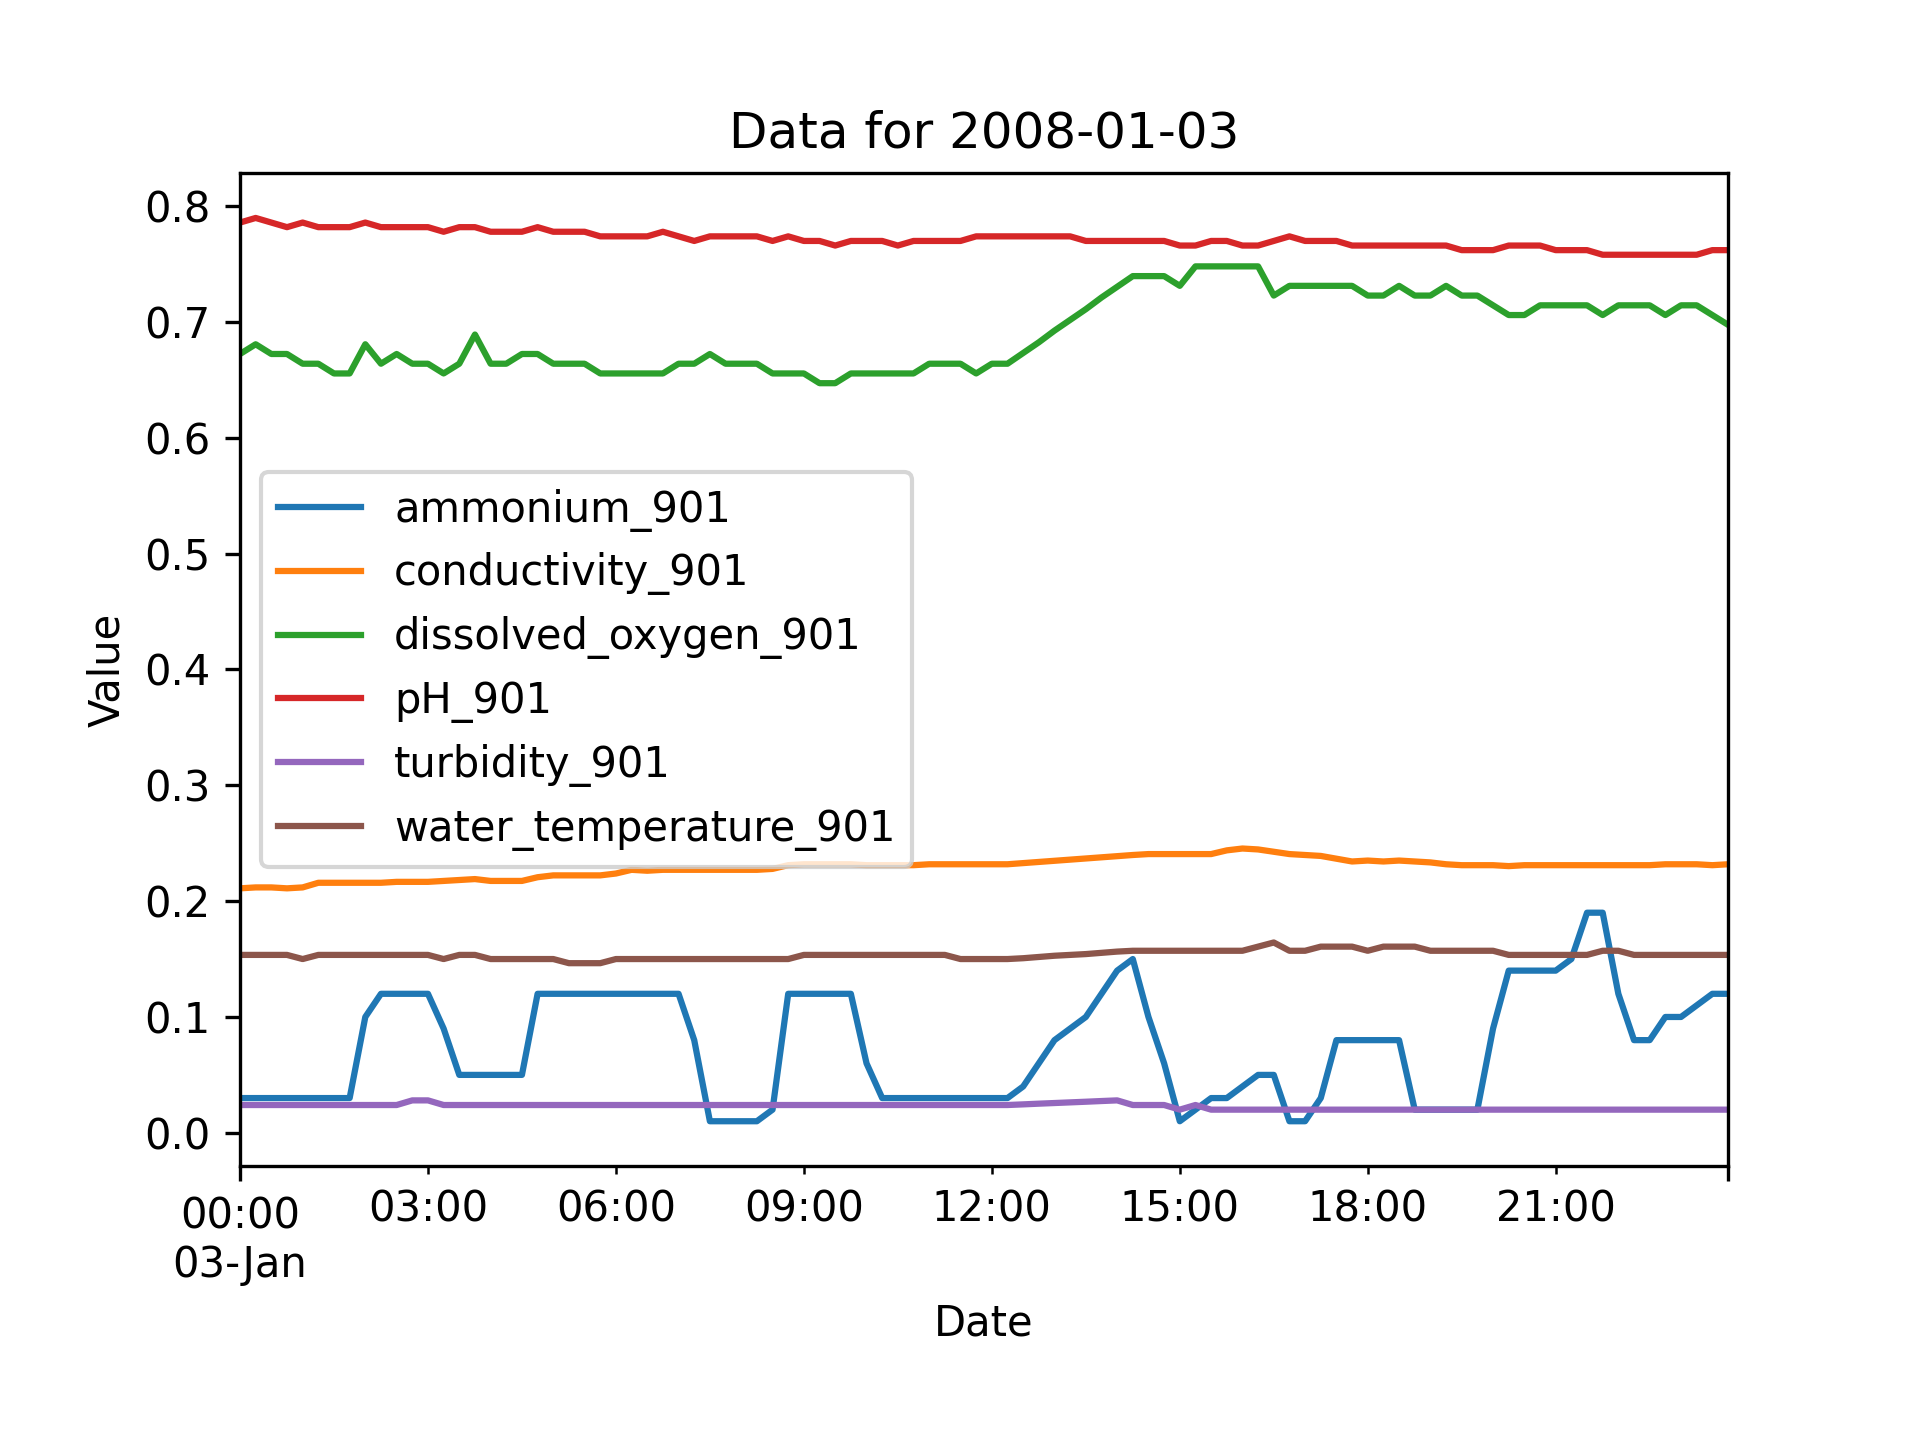 Data for 2008-01-03
0.8
0.7
0.6
0.5
0.4
0.3
0.2
0.1
0.0
Value
ammonium_901
conductivity_901
dissolved_oxygen_901
pH_901
turbidity_901
water_temperature_901
00:00 03:00 06:00 09:00 12:00 15:00 18:00 21:00
03-Jan
Date